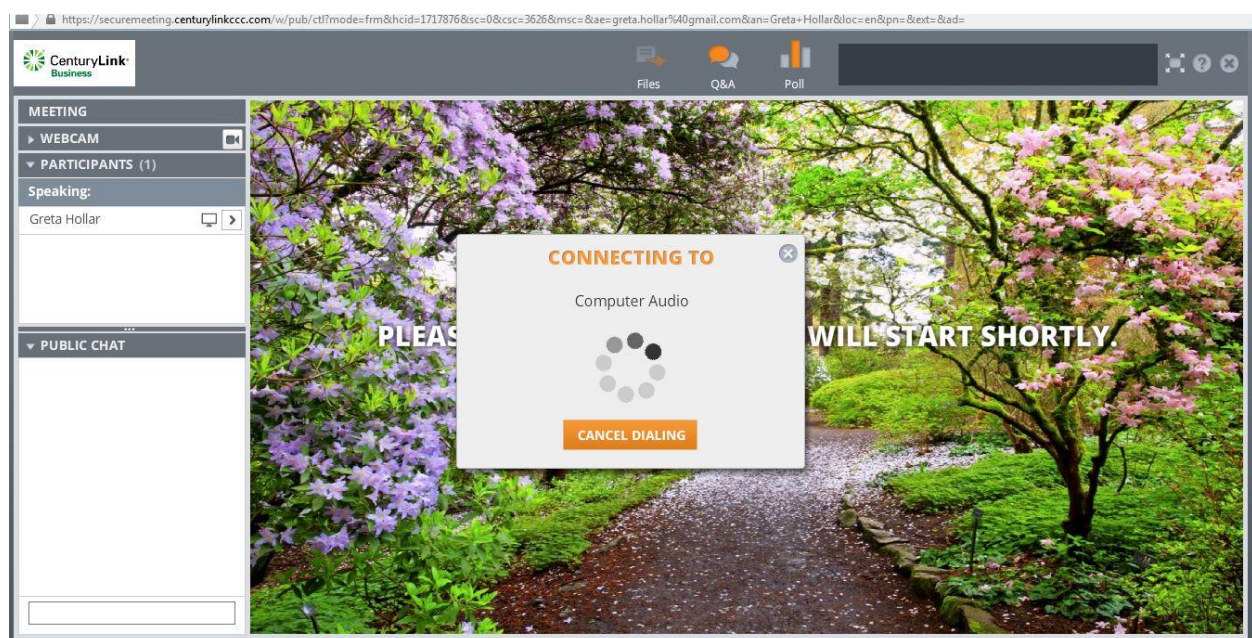 https://securemeeting.centurylinkccc.com/w/pub/ctl?mode=frm&hcid=1717876&sc=0&csc=3626&msc=&ae=greta.hollar%40gmail.com&an=Greta+Hollar&loc=en&pn=&ext=&ad=
CenturyLink
Business
Files
Q&A
Poll
MEETING
WEBCAM
PARTICIPANTS (1)
Speaking:
Greta Hollar
PUBLIC CHAT
CONNECTING TO
Computer Audio
WILL START SHORTLY.
CANCEL DIALING